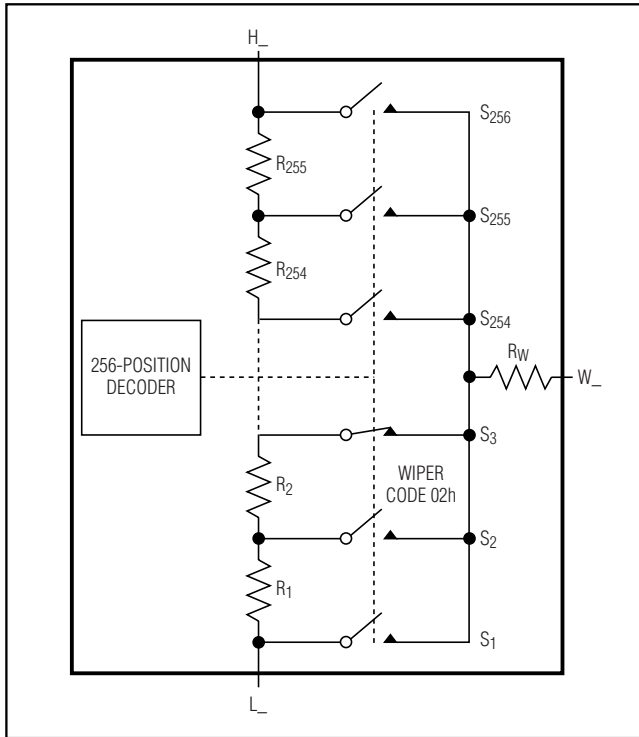 H_
S256
R255
S255
R254
S254
256-POSITION
DECODER
RW
W_
S3
R2
WIPER
CODE 02h
S2
R1
S1
L_